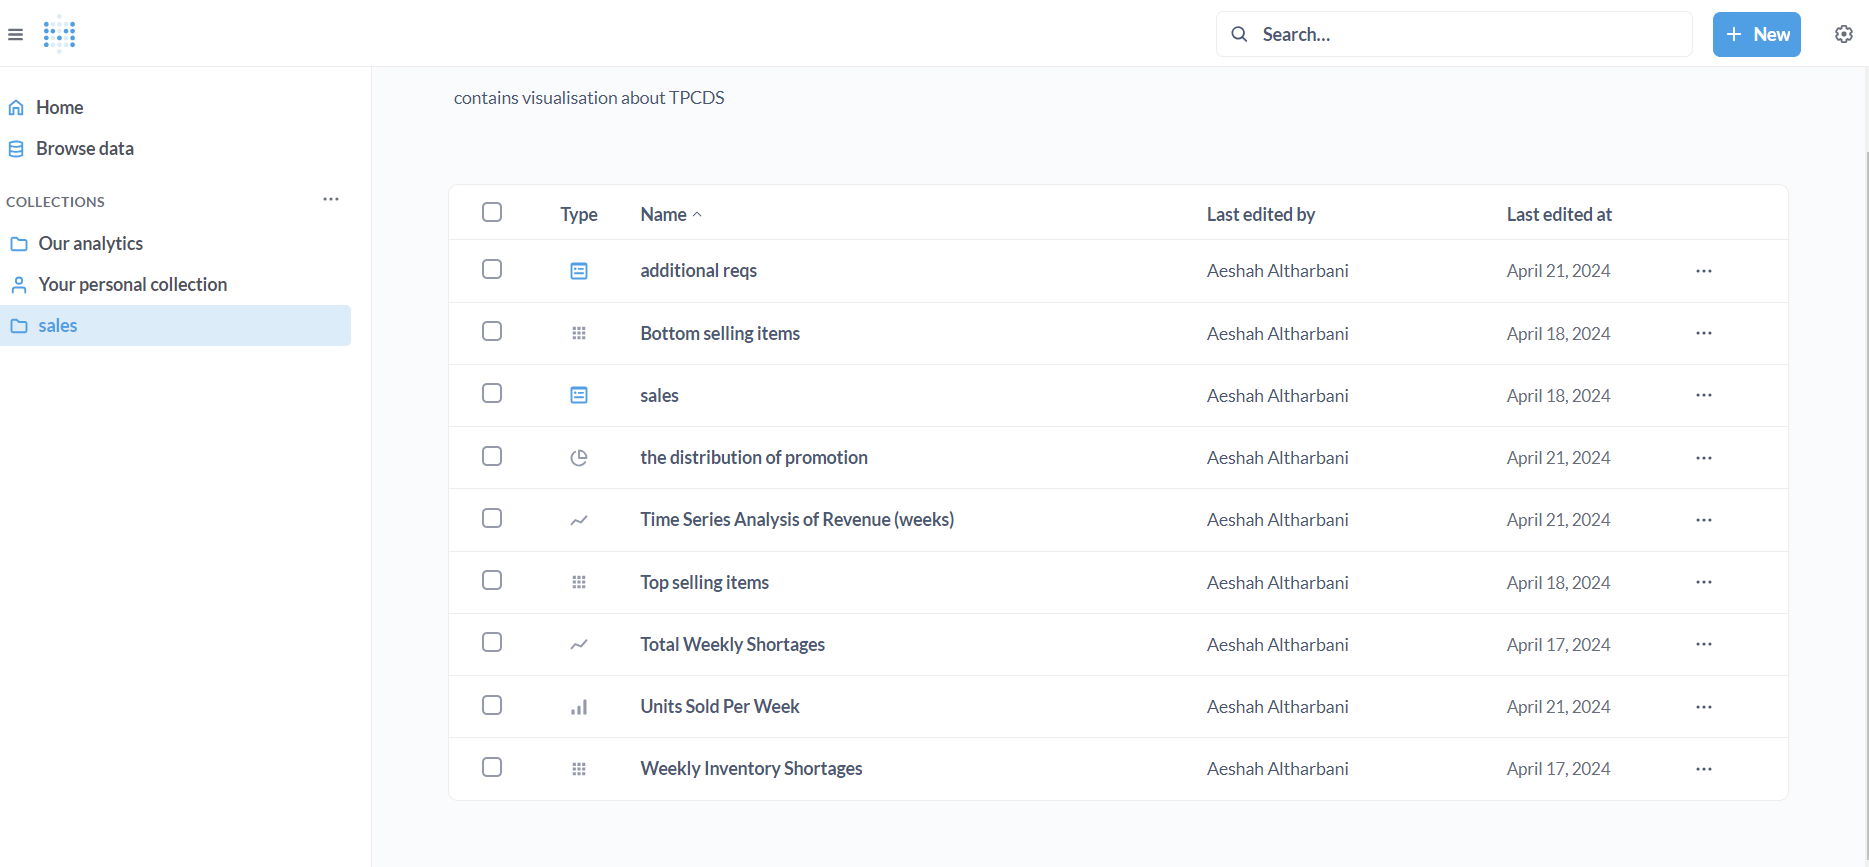 Search...
+ New
contains visualisation about TPCDS
Home
Browse data
COLLECTIONS
Our analytics
Your personal collection
sales
Type Name Last edited by Last edited at
additional reqs Aeshah Altharbani April 21, 2024
Bottom selling items Aeshah Altharbani April 18, 2024
sales Aeshah Altharbani April 18, 2024
the distribution of promotion Aeshah Altharbani April 21, 2024
Time Series Analysis of Revenue (weeks) Aeshah Altharbani April 21, 2024
Top selling items Aeshah Altharbani April 18, 2024
Total Weekly Shortages Aeshah Altharbani April 17, 2024
Units Sold Per Week Aeshah Altharbani April 21, 2024
Weekly Inventory Shortages Aeshah Altharbani April 17, 2024